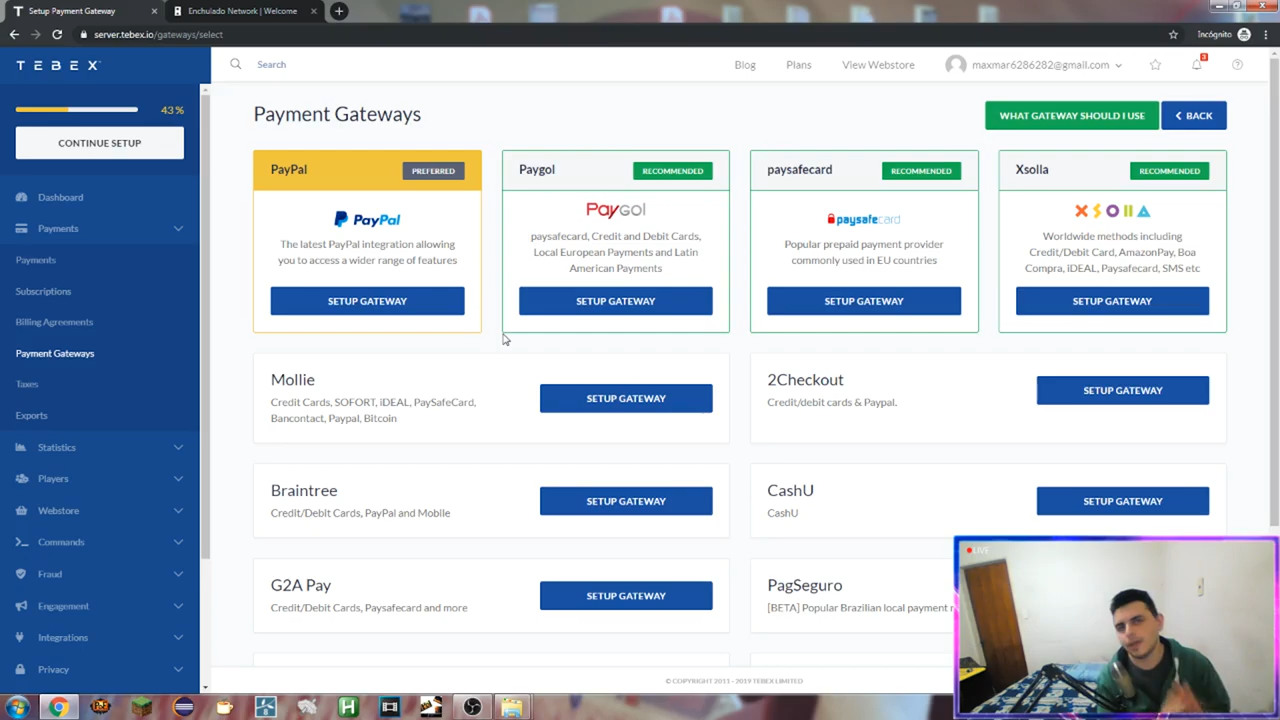 Setup Payment Gateway
Enchulado Network | Welcome
server.tebex.io/gateways/select
Incógnito
TEBEX
Search
Blog
Plans
View Webstore
maxmar6286282@gmail.com
3
43 %
CONTINUE SETUP
Dashboard
Payments
Payments
Subscriptions
Billing Agreements
Payment Gateways
Taxes
Exports
Statistics
Players
Webstore
Commands
Fraud
Engagement
Integrations
Privacy
Payment Gateways
WHAT GATEWAY SHOULD I USE
BACK
PayPal
PREFERRED
PayPal
The latest PayPal integration allowing
you to access a wider range of features
SETUP GATEWAY
Paygol
RECOMMENDED
PAYGOL
paysafecard, Credit and Debit Cards,
Local European Payments and Latin
American Payments
SETUP GATEWAY
paysafecard
RECOMMENDED
paysafecard
Popular prepaid payment provider
commonly used in EU countries
SETUP GATEWAY
Xsolla
RECOMMENDED
XSOLLA
Worldwide methods including
Credit/Debit Card, AmazonPay, Boa
Compra, iDEAL, Paysafecard, SMS etc
SETUP GATEWAY
Mollie
Credit Cards, SOFORT, iDEAL, PaySafeCard,
Bancontact, Paypal, Bitcoin
SETUP GATEWAY
2Checkout
Credit/debit cards & Paypal.
SETUP GATEWAY
Braintree
Credit/Debit Cards, PayPal and Mobile
SETUP GATEWAY
CashU
CashU
SETUP GATEWAY
G2A Pay
Credit/Debit Cards, Paysafecard and more
SETUP GATEWAY
PagSeguro
[BETA] Popular Brazilian local payment
LIVE
© COPYRIGHT 2011 - 2019 TEBEX LIMITED